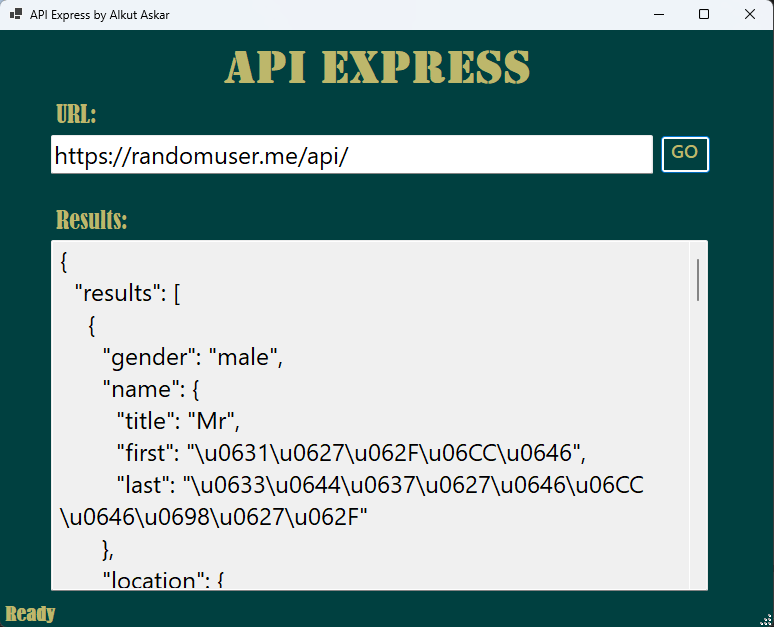 API Express by Alkut Askar
API EXPRESS
URL:
https://randomuser.me/api/
GO
Results:
{
"results": [
{
"gender": "male",
"name": {
"title": "Mr",
"first": "\u0631\u0627\u062F\u06CC\u0646",
"last": "\u0633\u0644\u0637\u0627\u0646\u06CC
\u0646\u0698\u0627\u062F"
},
"location": {
Ready